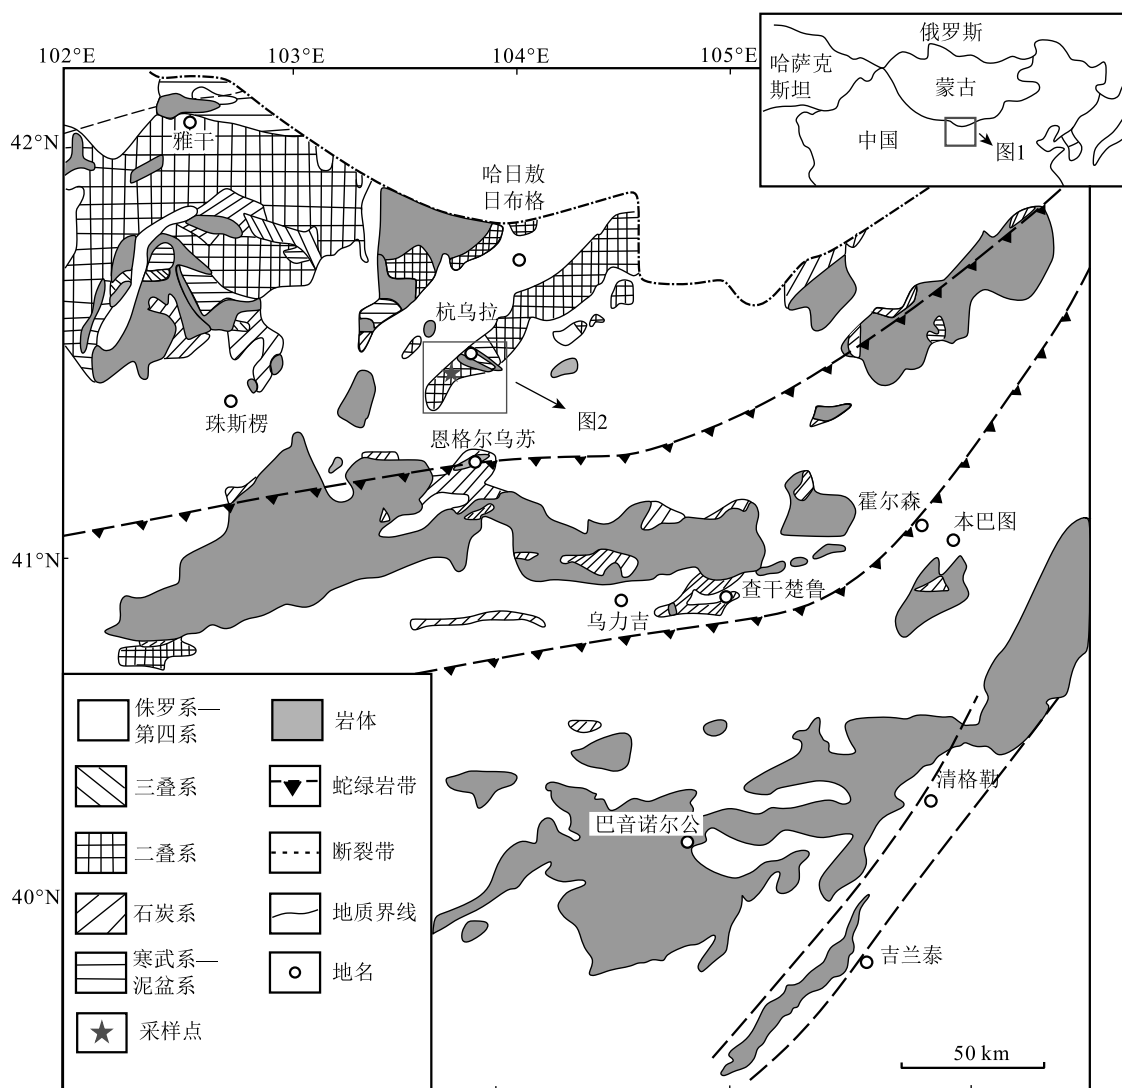 102°E
103°E
104°E
105°E
俄罗斯
哈萨克
斯坦
蒙古
中国
图1
42°N
雅干
哈日敖
日布格
杭乌拉
图2
珠斯楞
恩格尔乌苏
霍尔森
本巴图
41°N
查干楚鲁
乌力吉
侏罗系—
第四系
岩体
三叠系
蛇绿岩带
二叠系
断裂带
石炭系
地质界线
寒武系—
泥盆系
地名
采样点
清格勒
巴音诺尔公
40°N
吉兰泰
50 km